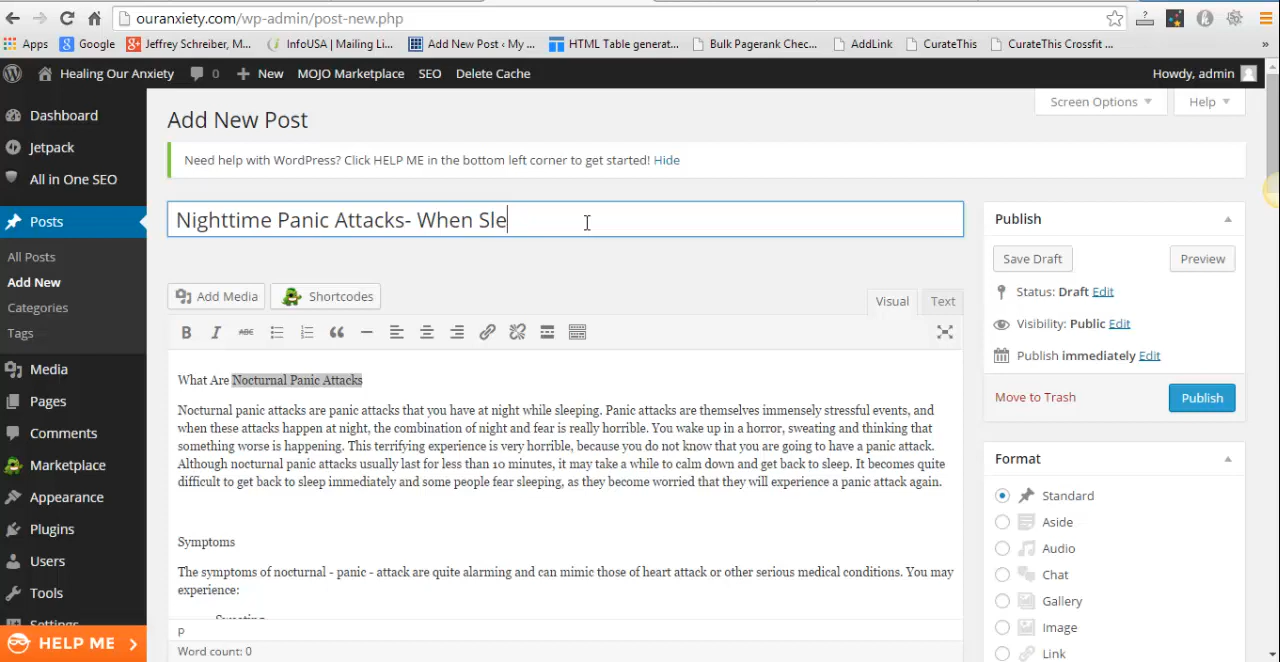 ouranxiety.com/wp-admin/post-new.php
Apps Google Jeffrey Schreiber, M... InfoUSA | Mailing Li... Add New Post ‹ My ... HTML Table generat... Bulk Pagerank Chec... AddLink CurateThis CurateThis Crossfit ... »
Healing Our Anxiety 0 New MOJO Marketplace SEO Delete Cache Howdy, admin
Screen Options Help
Dashboard
Jetpack
All in One SEO
Posts
All Posts
Add New
Categories
Tags
Media
Pages
Comments
Marketplace
Appearance
Plugins
Users
Tools
Settings
HELP ME
Add New Post
Need help with WordPress? Click HELP ME in the bottom left corner to get started! Hide
Nighttime Panic Attacks- When Sle
Add Media Shortcodes
Visual Text
B I ABC
What Are Nocturnal Panic Attacks
Nocturnal panic attacks are panic attacks that you have at night while sleeping. Panic attacks are themselves immensely stressful events, and
when these attacks happen at night, the combination of night and fear is really horrible. You wake up in a horror, sweating and thinking that
something worse is happening. This terrifying experience is very horrible, because you do not know that you are going to have a panic attack.
Although nocturnal panic attacks usually last for less than 10 minutes, it may take a while to calm down and get back to sleep. It becomes quite
difficult to get back to sleep immediately and some people fear sleeping, as they become worried that they will experience a panic attack again.
Symptoms
The symptoms of nocturnal - panic - attack are quite alarming and can mimic those of heart attack or other serious medical conditions. You may
experience:
Sweating
p
Word count: 0
Publish
Save Draft Preview
Status: Draft Edit
Visibility: Public Edit
Publish immediately Edit
Move to Trash Publish
Format
Standard
Aside
Audio
Chat
Gallery
Image
Link